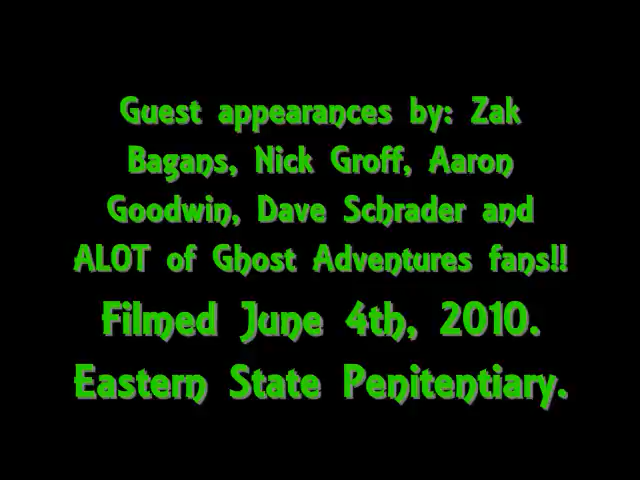 Guest appearances by: Zak
Bagans, Nick Groff, Aaron
Goodwin, Dave Schrader and
ALOT of Ghost Adventures fans!!
Filmed June 4th, 2010.
Eastern State Penitentiary.